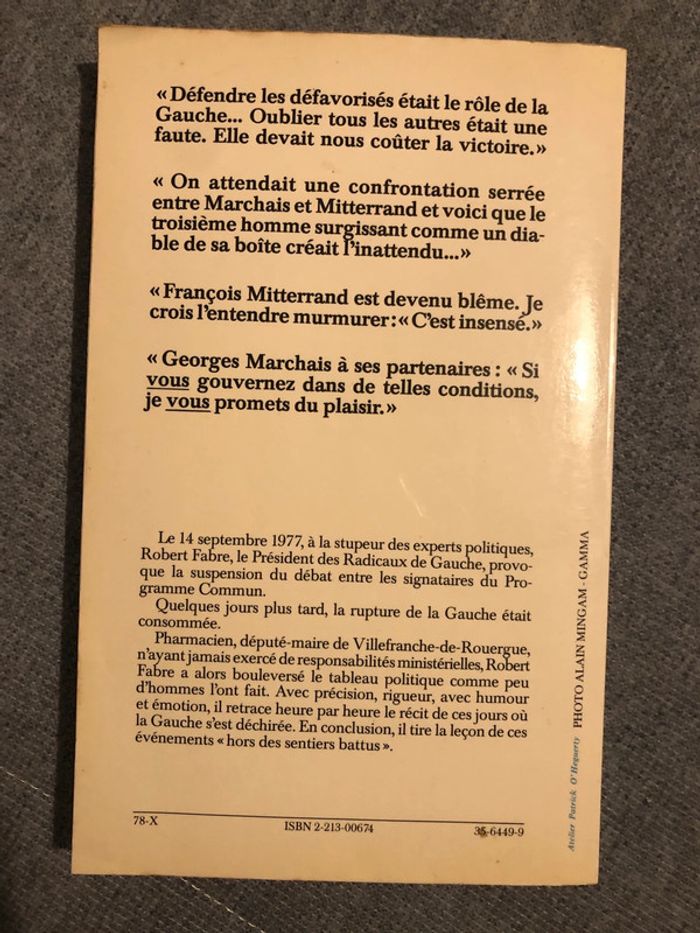 « Défendre les défavorisés était le rôle de la
Gauche... Oublier tous les autres était une
faute. Elle devait nous coûter la victoire.»
« On attendait une confrontation serrée
entre Marchais et Mitterrand et voici que le
troisième homme surgissant comme un dia-
ble de sa boîte créait l'inattendu...»
« François Mitterrand est devenu blême. Je
crois l'entendre murmurer: « C'est insensé.»
« Georges Marchais à ses partenaires : « Si
vous gouvernez dans de telles conditions,
je vous promets du plaisir.»
Le 14 septembre 1977, à la stupeur des experts politiques,
Robert Fabre, le Président des Radicaux de Gauche, provo-
que la suspension du débat entre les signataires du Pro-
gramme Commun.
Quelques jours plus tard, la rupture de la Gauche était
consommée.
Pharmacien, député-maire de Villefranche-de-Rouergue,
n'ayant jamais exercé de responsabilités ministérielles, Robert
Fabre a alors bouleversé le tableau politique comme peu
d'hommes l'ont fait. Avec précision, rigueur, avec humour
et émotion, il retrace heure par heure le récit de ces jours où
la Gauche s'est déchirée. En conclusion, il tire la leçon de ces
événements « hors des sentiers battus ».
78-X
ISBN 2-213-00674
35-6449-9
Atelier Patrick O'Heguerty PHOTO ALAIN MINGAM - GAMMA